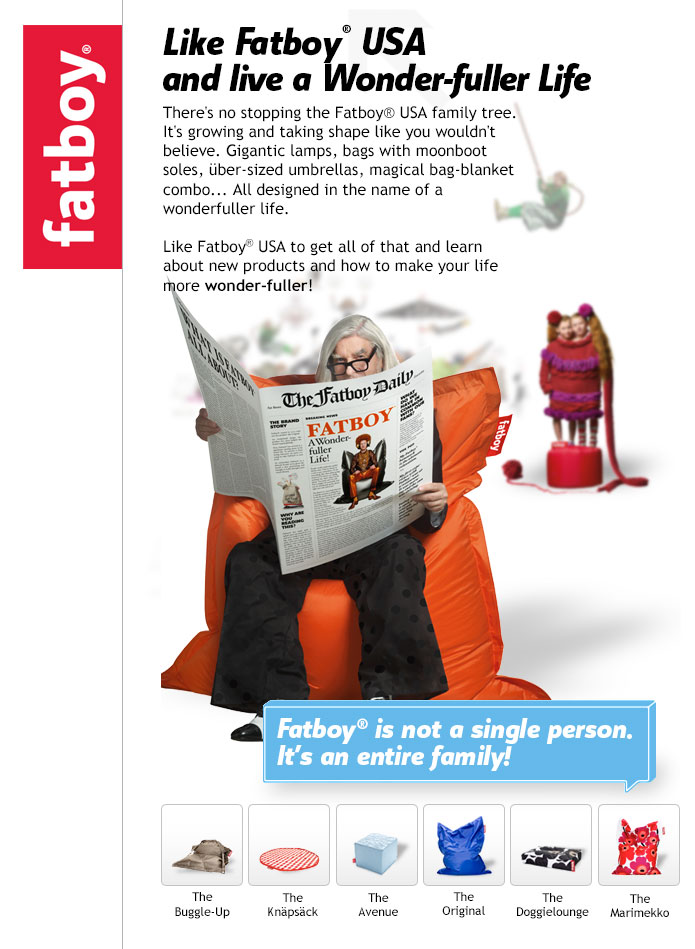 fatboy®
Like Fatboy® USA
and live a Wonder-fuller Life
There's no stopping the Fatboy® USA family tree.
It's growing and taking shape like you wouldn't
believe. Gigantic lamps, bags with moonboot
soles, über-sized umbrellas, magical bag-blanket
combo... All designed in the name of a
wonderfuller life.
Like Fatboy® USA to get all of that and learn
about new products and how to make your life
more wonder-fuller!
WHAT IS FATBOY
ALL ABOUT?
The Fatboy Daily
THE BRAND
STORY
BREAKING NEWS
FATBOY
A Wonder-
fuller
Life!
WHY ARE
YOU
READING
THIS?
fatboy
Fatboy® is not a single person.
It's an entire family!
The
Buggle-Up
The
Knäpsäck
The
Avenue
The
Original
The
Doggielounge
The
Marimekko